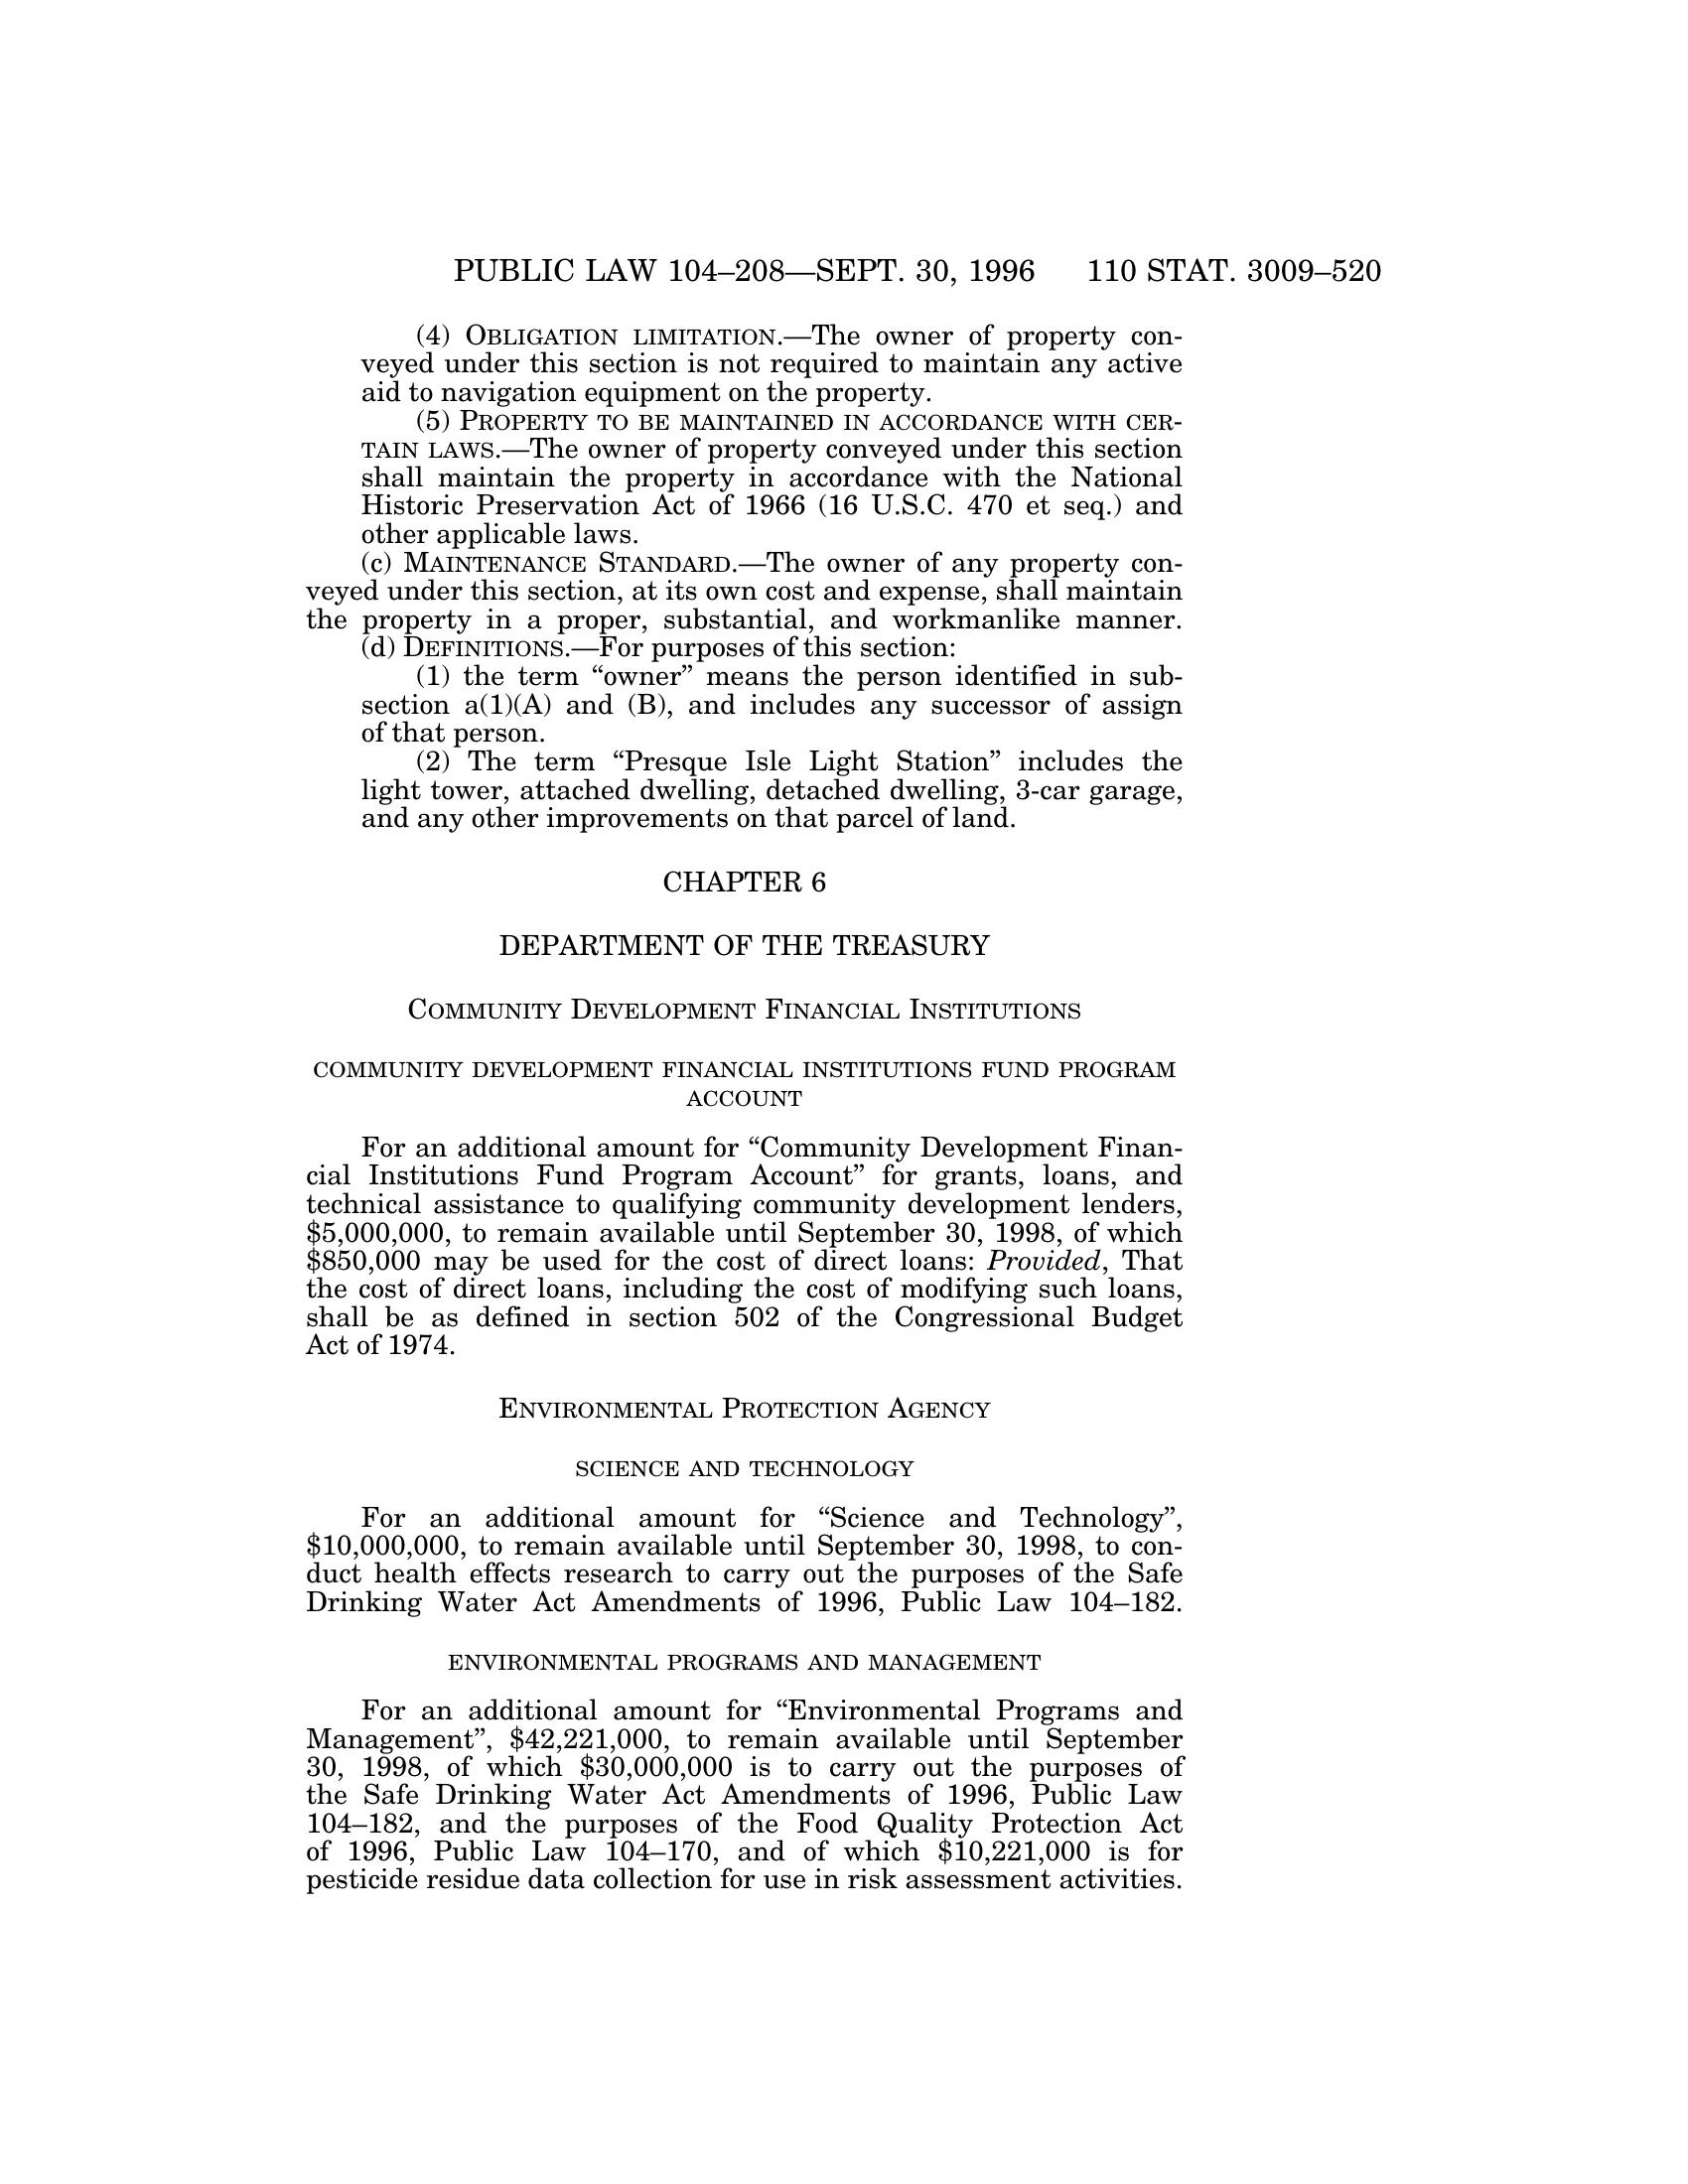 PUBLIC LAW 104–208—SEPT. 30, 1996 110 STAT. 3009–520
(4) OBLIGATION LIMITATION.—The owner of property con-
veyed under this section is not required to maintain any active
aid to navigation equipment on the property.
(5) PROPERTY TO BE MAINTAINED IN ACCORDANCE WITH CER-
TAIN LAWS.—The owner of property conveyed under this section
shall maintain the property in accordance with the National
Historic Preservation Act of 1966 (16 U.S.C. 470 et seq.) and
other applicable laws.
(c) MAINTENANCE STANDARD.—The owner of any property con-
veyed under this section, at its own cost and expense, shall maintain
the property in a proper, substantial, and workmanlike manner.
(d) DEFINITIONS.—For purposes of this section:
(1) the term “owner” means the person identified in sub-
section a(1)(A) and (B), and includes any successor of assign
of that person.
(2) The term “Presque Isle Light Station” includes the
light tower, attached dwelling, detached dwelling, 3-car garage,
and any other improvements on that parcel of land.
CHAPTER 6
DEPARTMENT OF THE TREASURY
COMMUNITY DEVELOPMENT FINANCIAL INSTITUTIONS
COMMUNITY DEVELOPMENT FINANCIAL INSTITUTIONS FUND PROGRAM
ACCOUNT
For an additional amount for “Community Development Finan-
cial Institutions Fund Program Account” for grants, loans, and
technical assistance to qualifying community development lenders,
$5,000,000, to remain available until September 30, 1998, of which
$850,000 may be used for the cost of direct loans: Provided, That
the cost of direct loans, including the cost of modifying such loans,
shall be as defined in section 502 of the Congressional Budget
Act of 1974.
ENVIRONMENTAL PROTECTION AGENCY
SCIENCE AND TECHNOLOGY
For an additional amount for “Science and Technology”,
$10,000,000, to remain available until September 30, 1998, to con-
duct health effects research to carry out the purposes of the Safe
Drinking Water Act Amendments of 1996, Public Law 104–182.
ENVIRONMENTAL PROGRAMS AND MANAGEMENT
For an additional amount for “Environmental Programs and
Management”, $42,221,000, to remain available until September
30, 1998, of which $30,000,000 is to carry out the purposes of
the Safe Drinking Water Act Amendments of 1996, Public Law
104–182, and the purposes of the Food Quality Protection Act
of 1996, Public Law 104–170, and of which $10,221,000 is for
pesticide residue data collection for use in risk assessment activities.